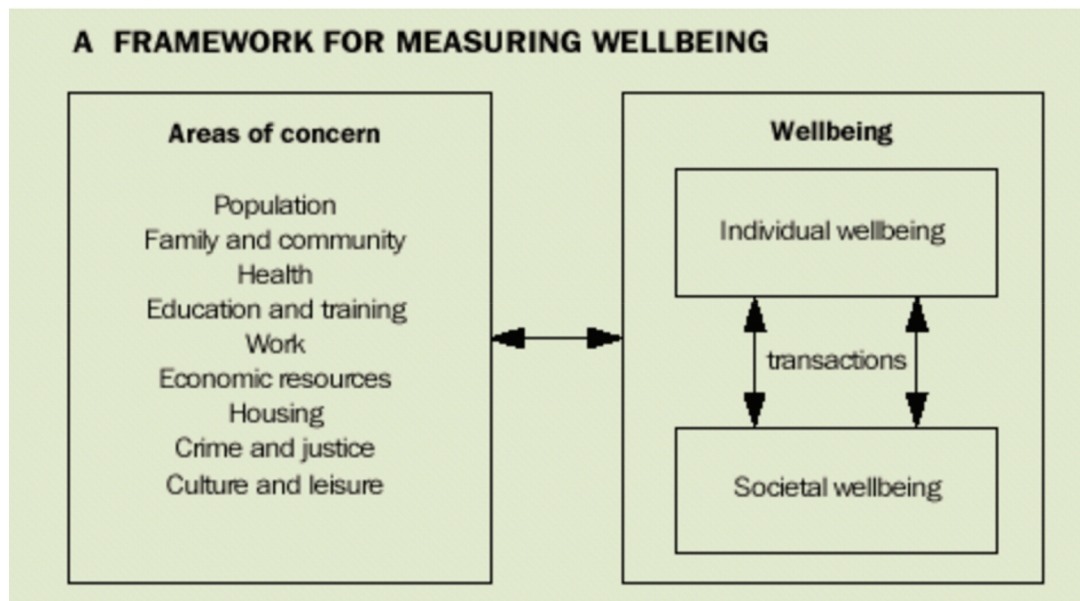 A FRAMEWORK FOR MEASURING WELLBEING
Areas of concern
Population
Family and community
Health
Education and training
Work
Economic resources
Housing
Crime and justice
Culture and leisure
Wellbeing
Individual wellbeing
transactions
Societal wellbeing